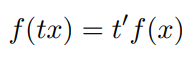 f(tx) = t′f(x)